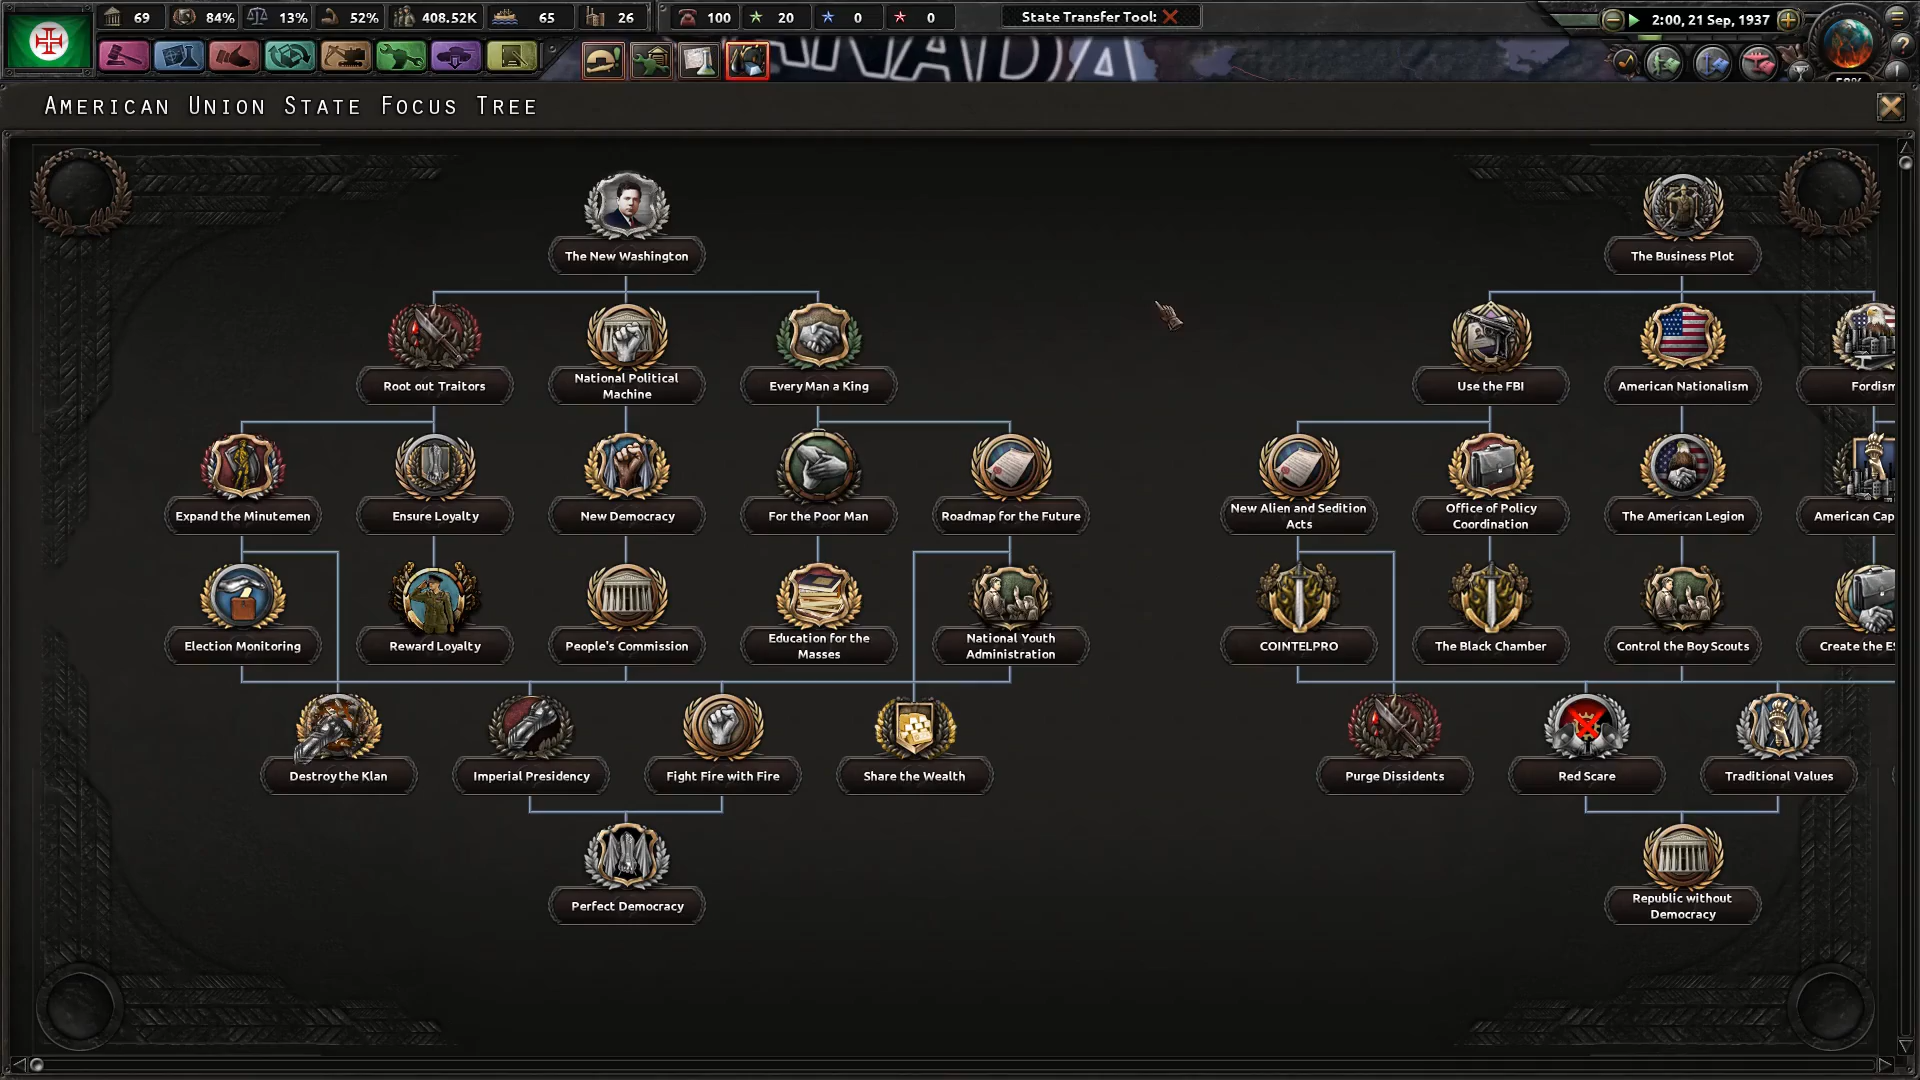 69 84% 13% 52% 408.52K 65 26 100 20 0 0 State Transfer Tool: 2:00, 21 Sep, 1937
CANADA
American Union State Focus Tree
The New Washington
The Business Plot
Root out Traitors
National Political
Machine
Every Man a King
Use the FBI
American Nationalism
Fordism
Expand the Minutemen
Ensure Loyalty
New Democracy
For the Poor Man
Roadmap for the Future
New Alien and Sedition
Acts
Office of Policy
Coordination
The American Legion
American Cap
Election Monitoring
Reward Loyalty
People's Commission
Education for the
Masses
National Youth
Administration
COINTELPRO
The Black Chamber
Control the Boy Scouts
Create the ES
Destroy the Klan
Imperial Presidency
Fight Fire with Fire
Share the Wealth
Purge Dissidents
Red Scare
Traditional Values
Perfect Democracy
Republic without
Democracy